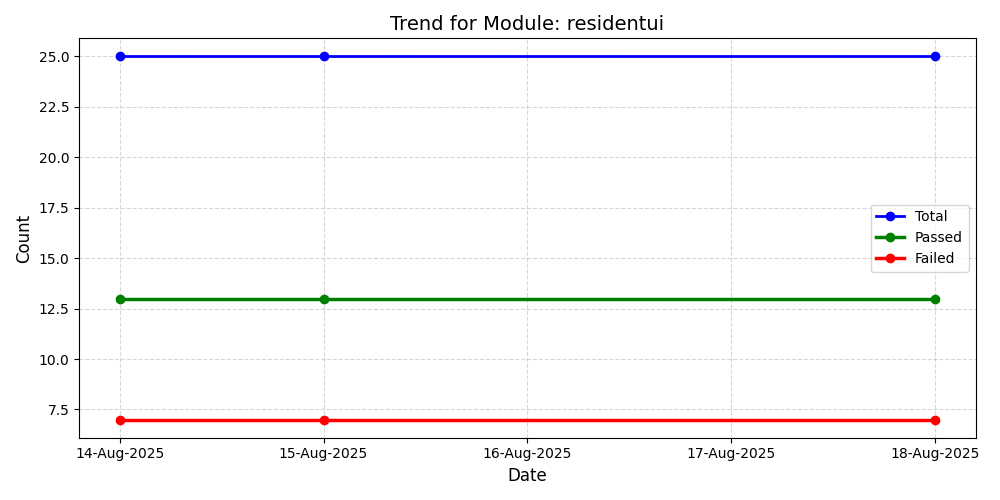 Trend for Module: residentui
25.0
22.5
20.0
17.5
15.0
12.5
10.0
7.5
Count
Total
Passed
Failed
14-Aug-2025 15-Aug-2025 16-Aug-2025 17-Aug-2025 18-Aug-2025
Date